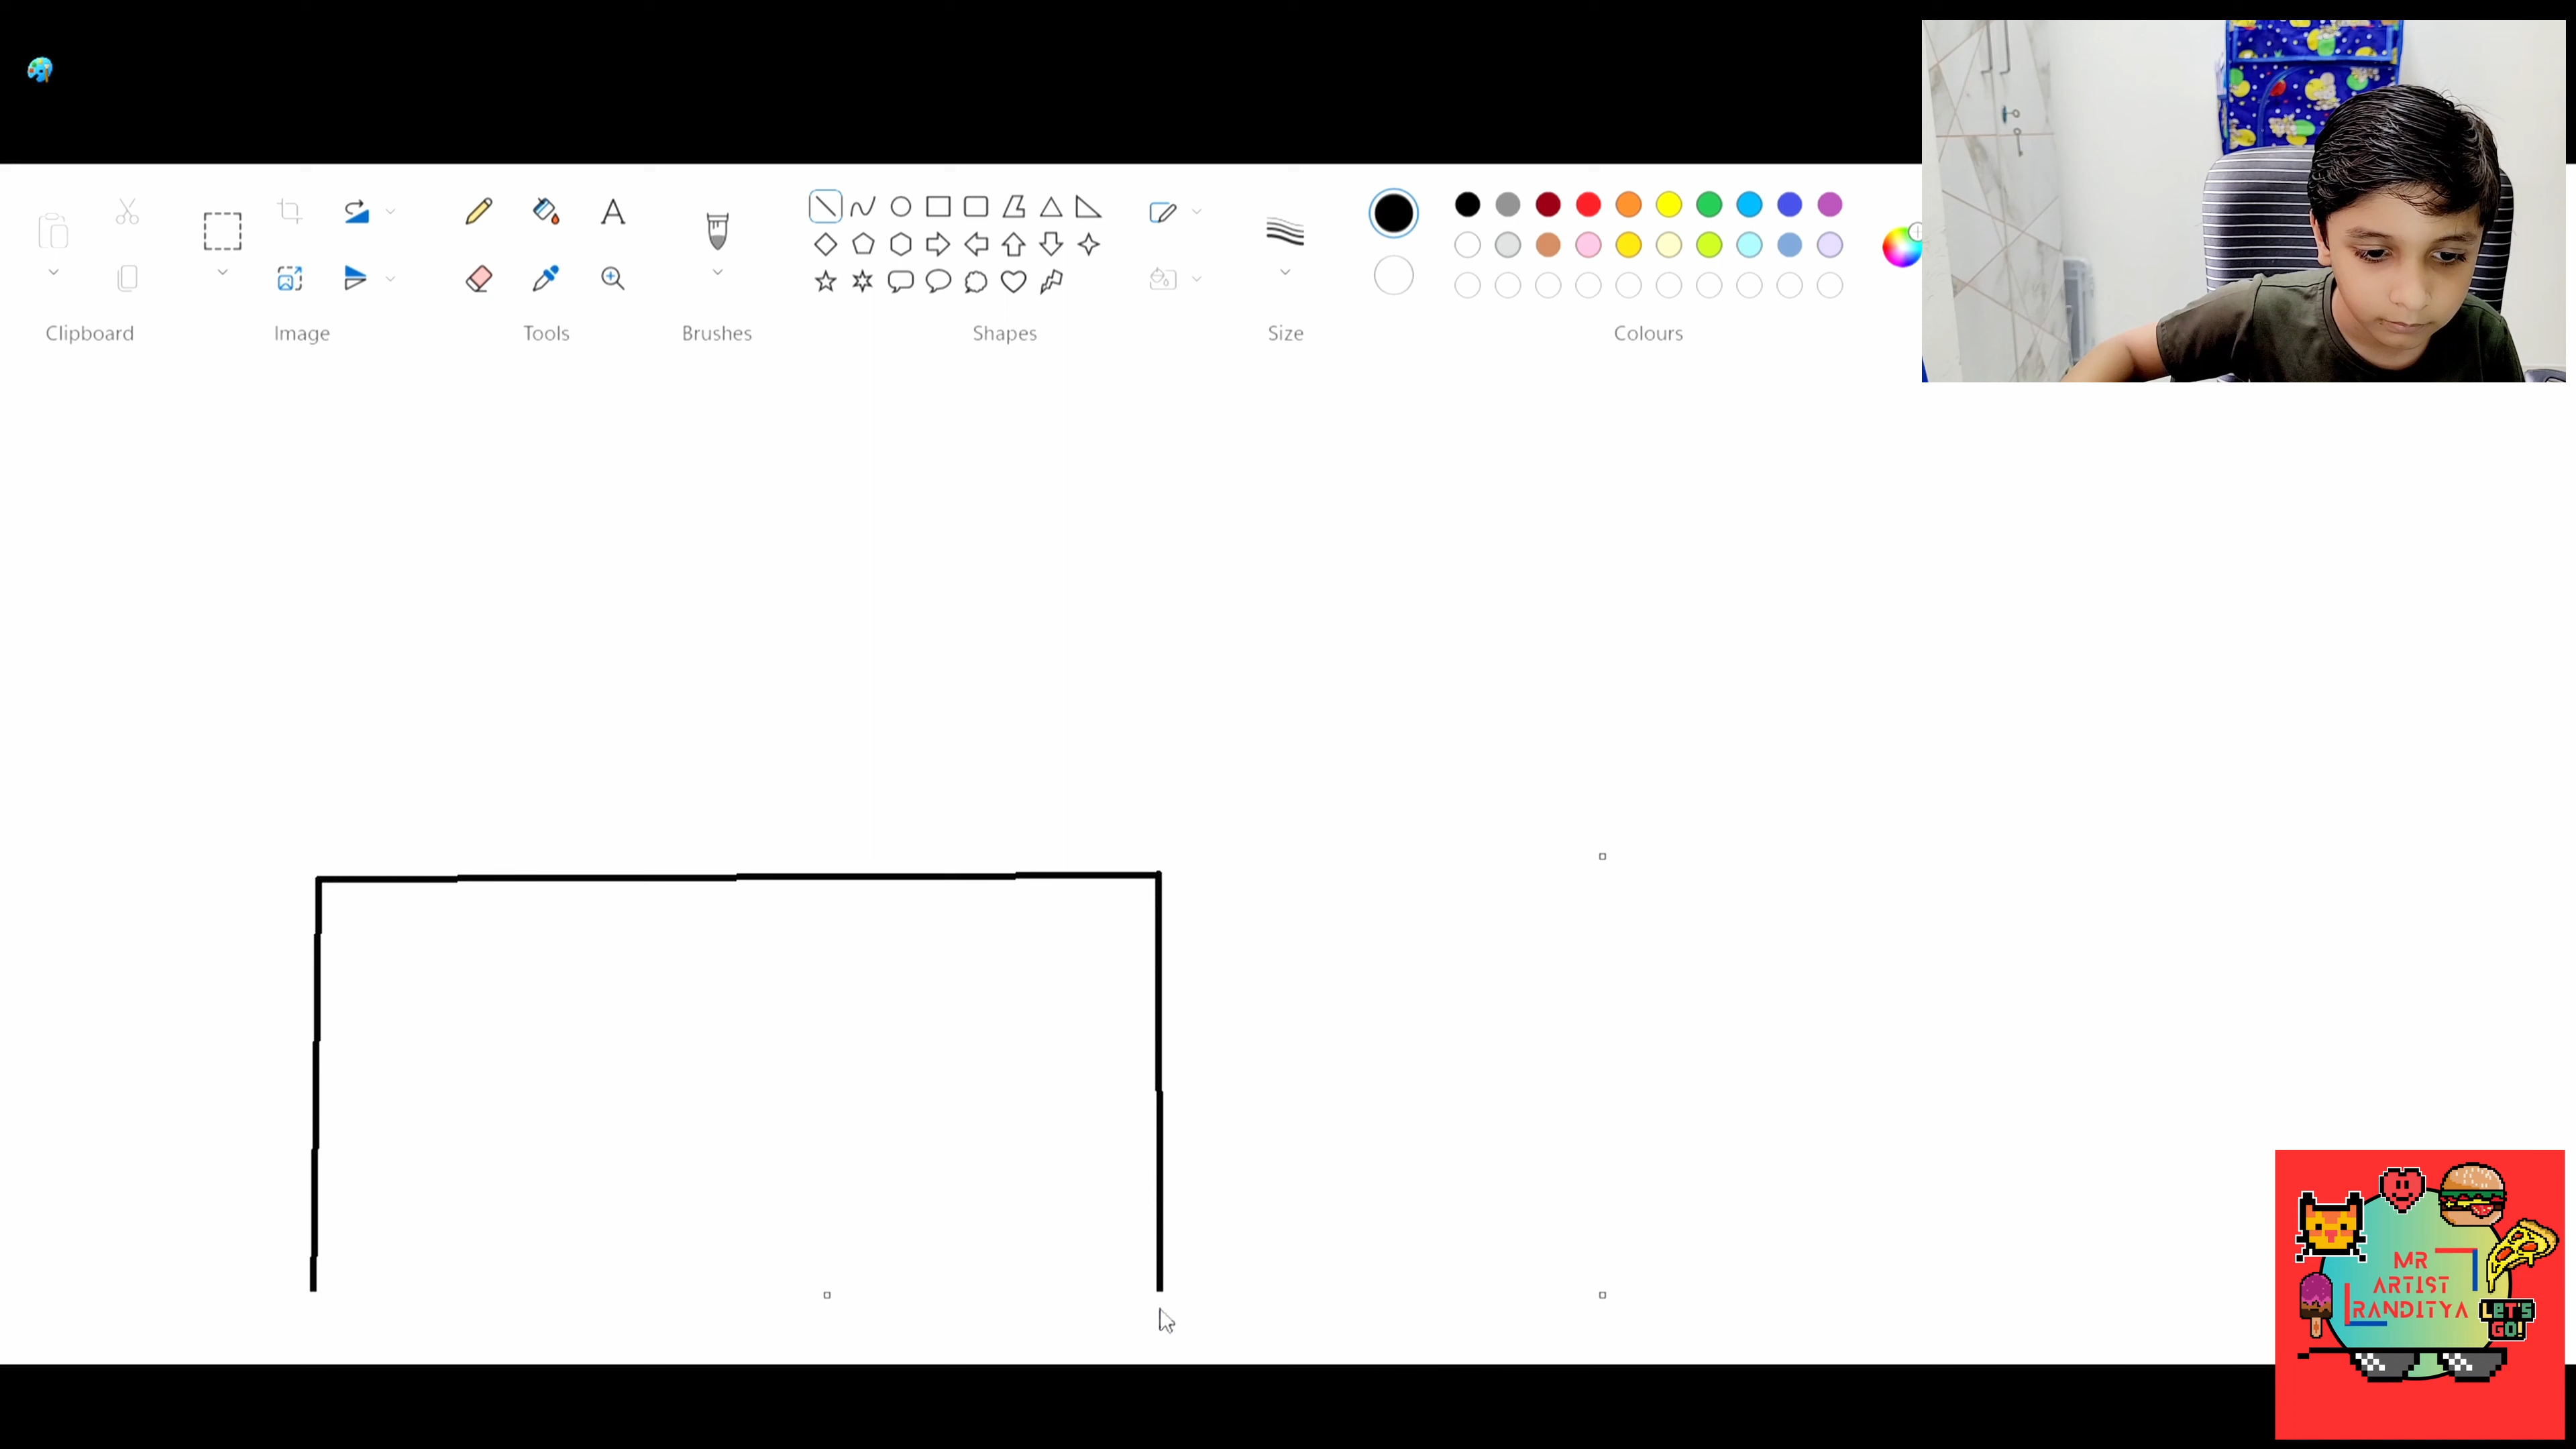 A
Clipboard
Image
Tools
Brushes
Shapes
Size
Colours
MR
ARTIST
RANDITYA
LET'S
GO!